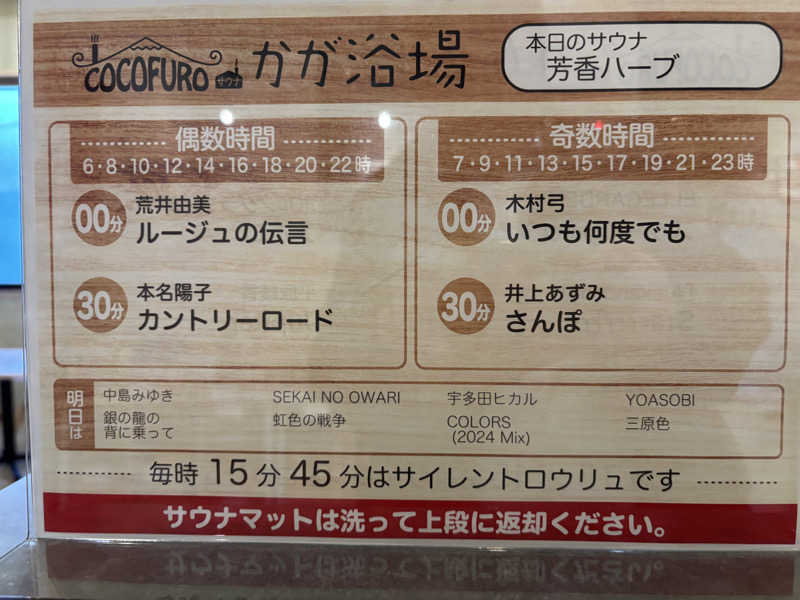 COCOFURO サウナ かが浴場
本日のサウナ
芳香ハーブ
偶数時間
6・8・10・12・14・16・18・20・22時
00分 荒井由美
ルージュの伝言
30分 本名陽子
カントリーロード
奇数時間
7・9・11・13・15・17・19・21・23時
00分 木村弓
いつも何度でも
30分 井上あずみ
さんぽ
明日は
中島みゆき
銀の龍の
背に乗って
SEKAI NO OWARI
虹色の戦争
宇多田ヒカル
COLORS
(2024 Mix)
YOASOBI
三原色
毎時 15分 45分はサイレントロウリュです
サウナマットは洗って上段に返却ください。